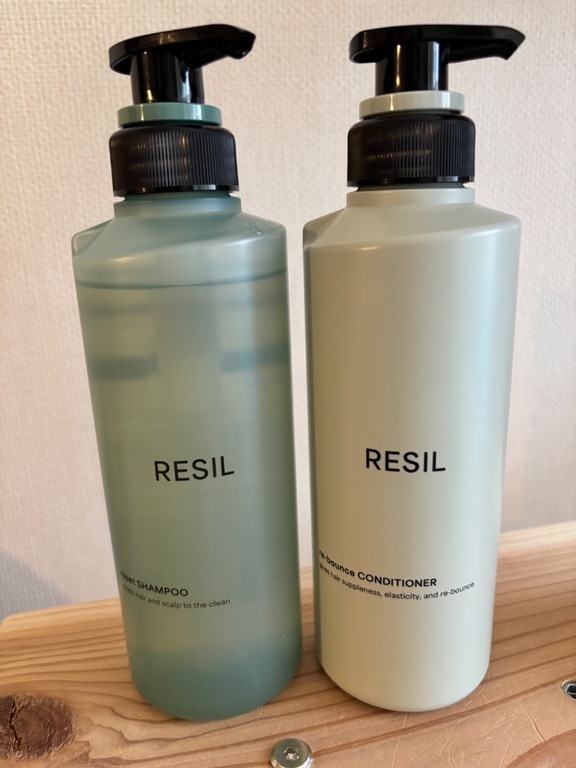 RESIL
SHAMPOO
hair and scalp to the clean
RESIL
re-bounce CONDITIONER
gives hair suppleness, elasticity, and re-bounce